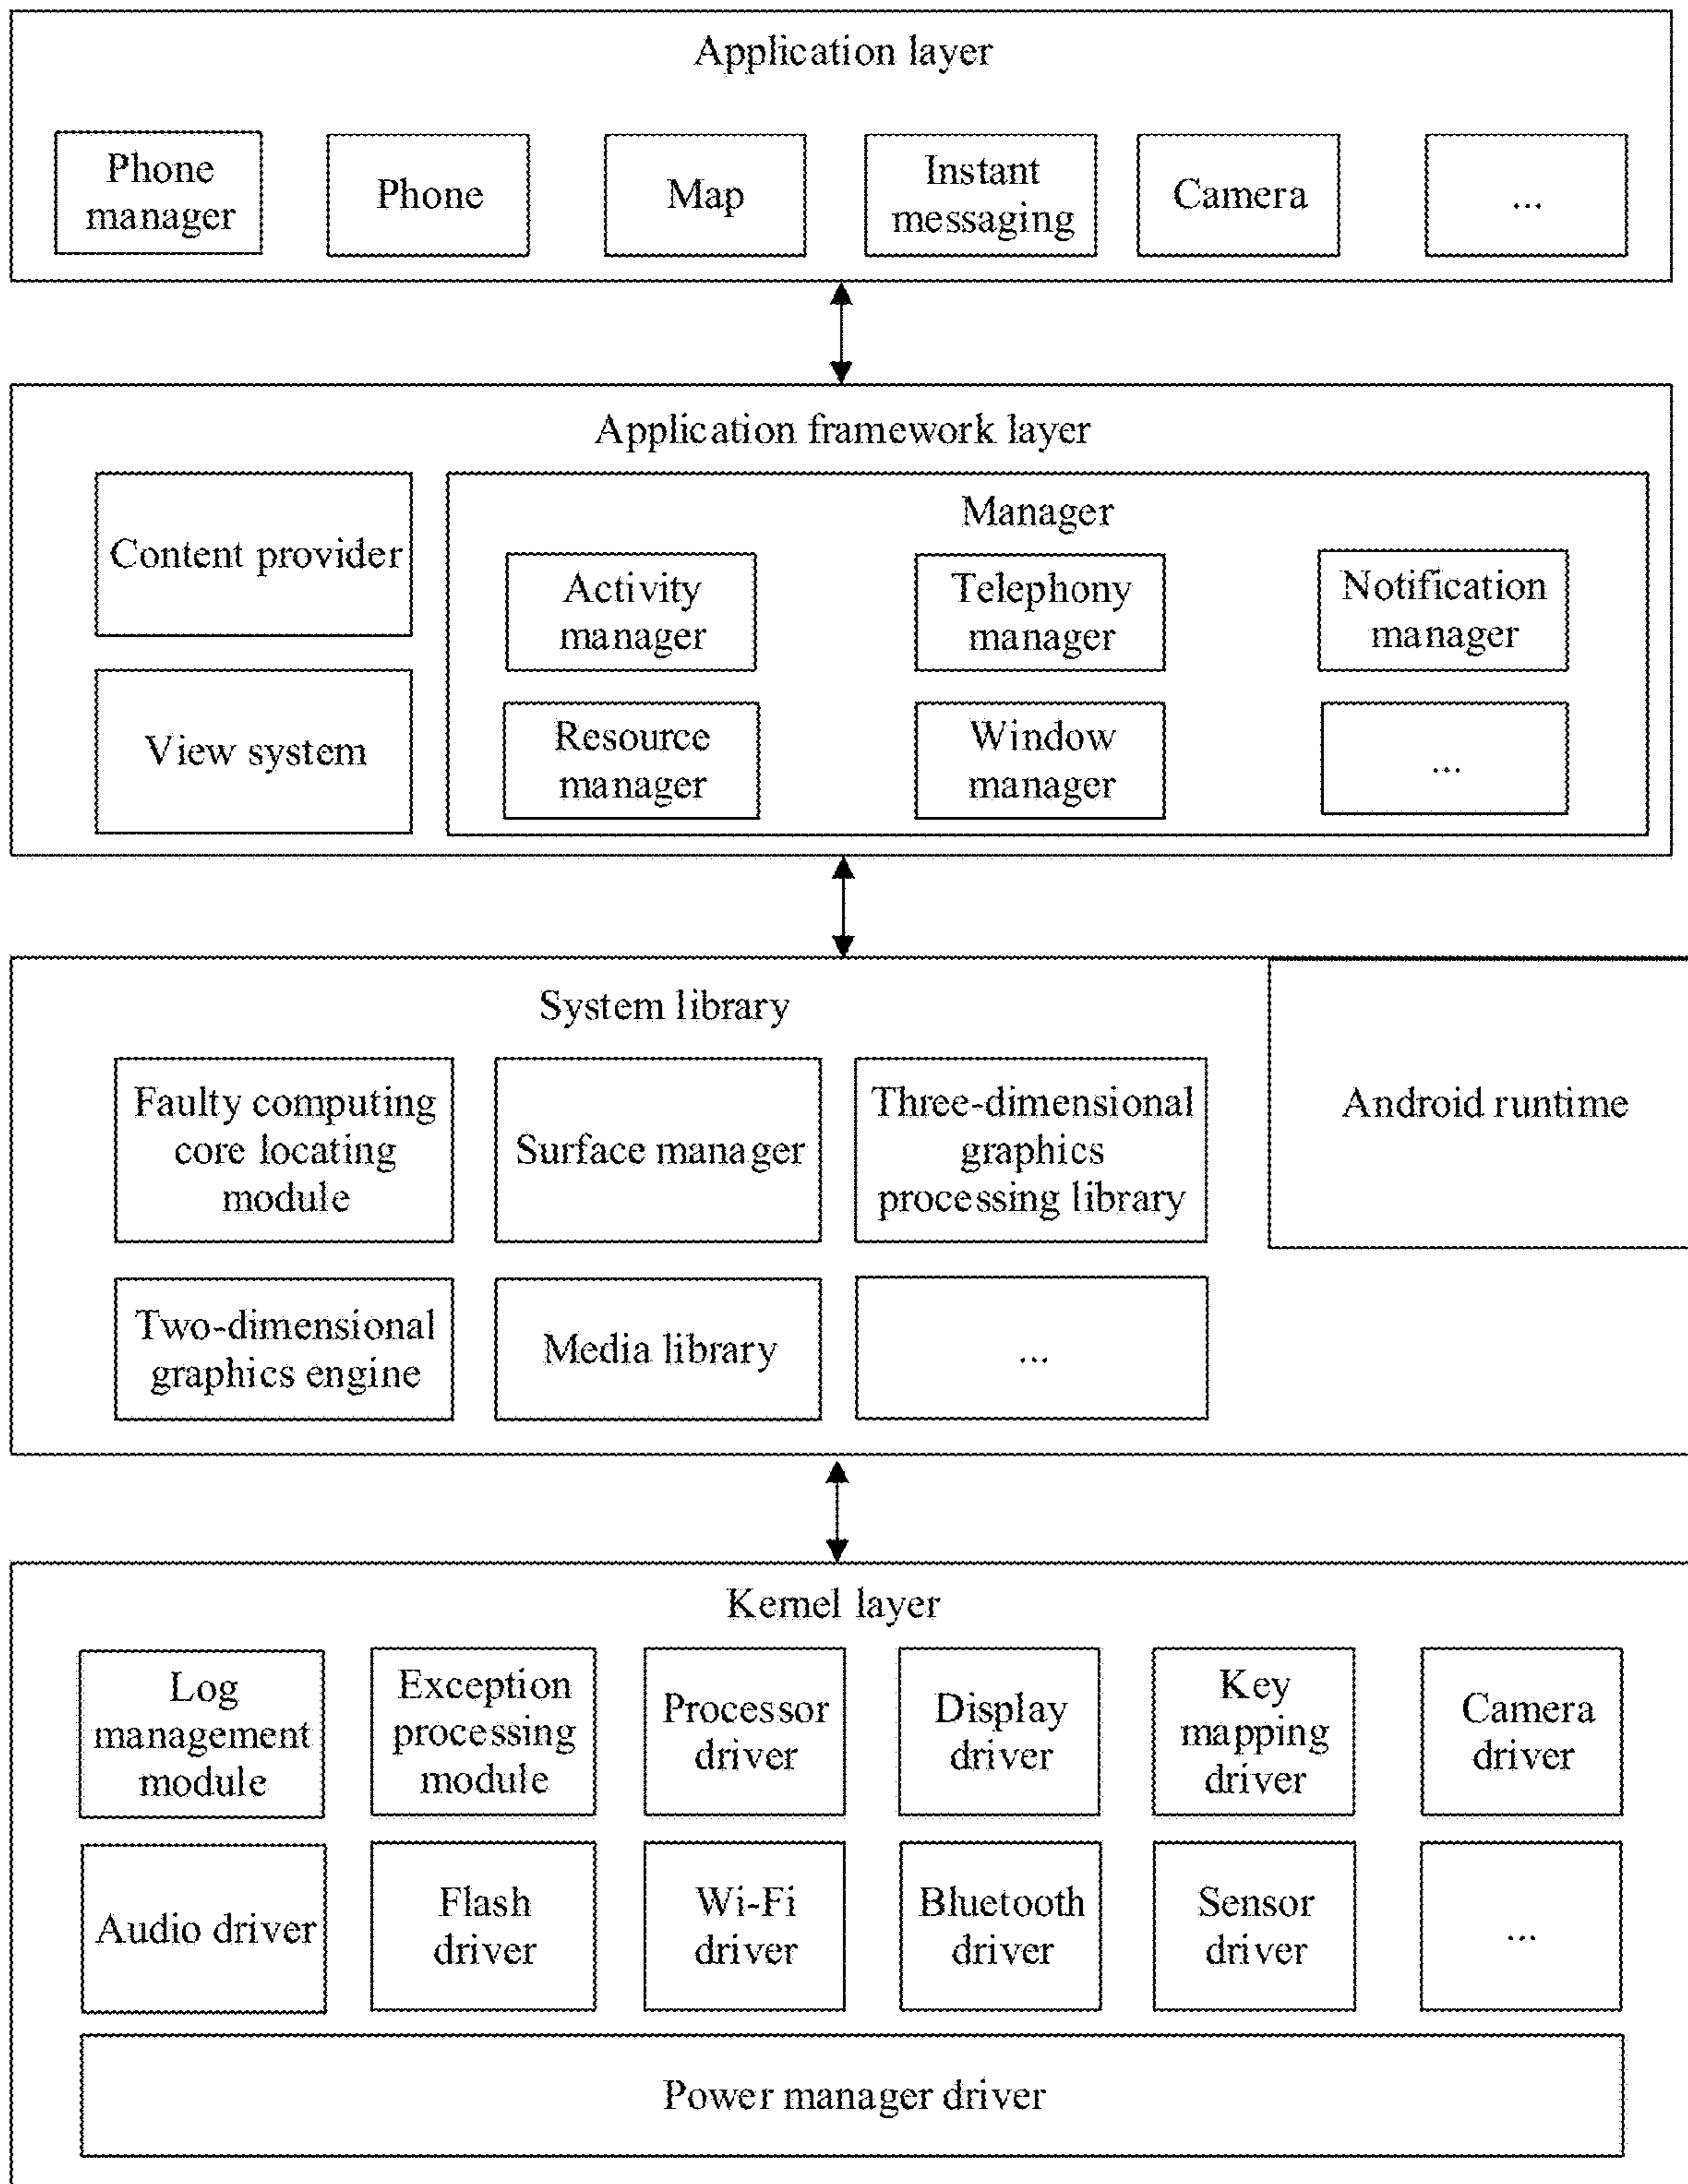 Application layer
Phone
manager
Phone
Map
Instant
messaging
Camera
...
Application framework layer
Content provider
View system
Manager
Activity
manager
Telephony
manager
Notification
manager
Resource
manager
Window
manager
...
System library
Faulty computing
core locating
module
Surface manager
Three-dimensional
graphics
processing library
Android runtime
Two-dimensional
graphics engine
Media library
...
Kernel layer
Log
management
module
Exception
processing
module
Processor
driver
Display
driver
Key
mapping
driver
Camera
driver
Audio driver
Flash
driver
Wi-Fi
driver
Bluetooth
driver
Sensor
driver
...
Power manager driver